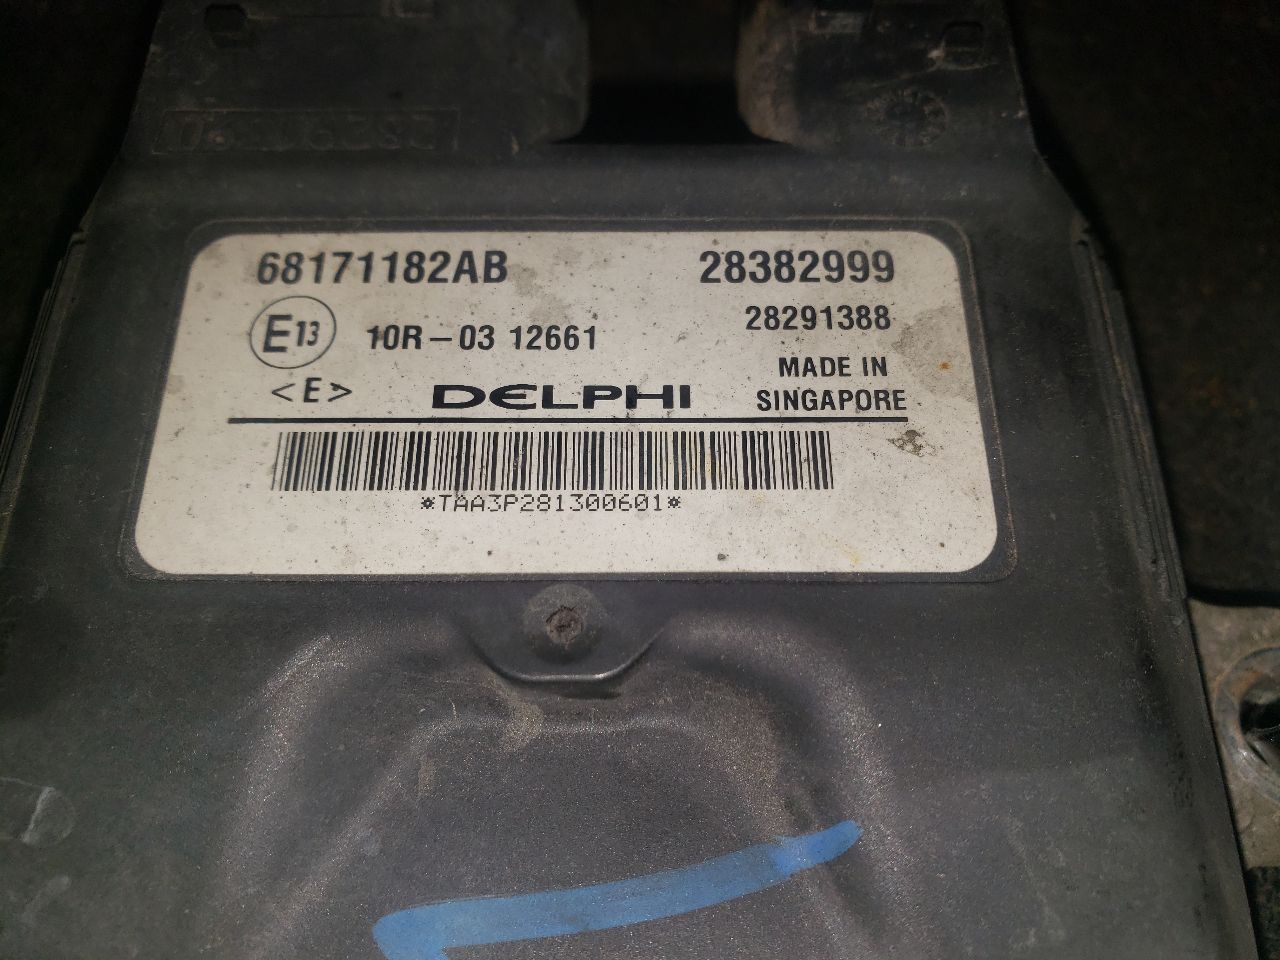 68171182AB 28382999
E13 10R-03 12661 28291388
<E> DELPHI MADE IN
SINGAPORE
*TAA3P281300601*